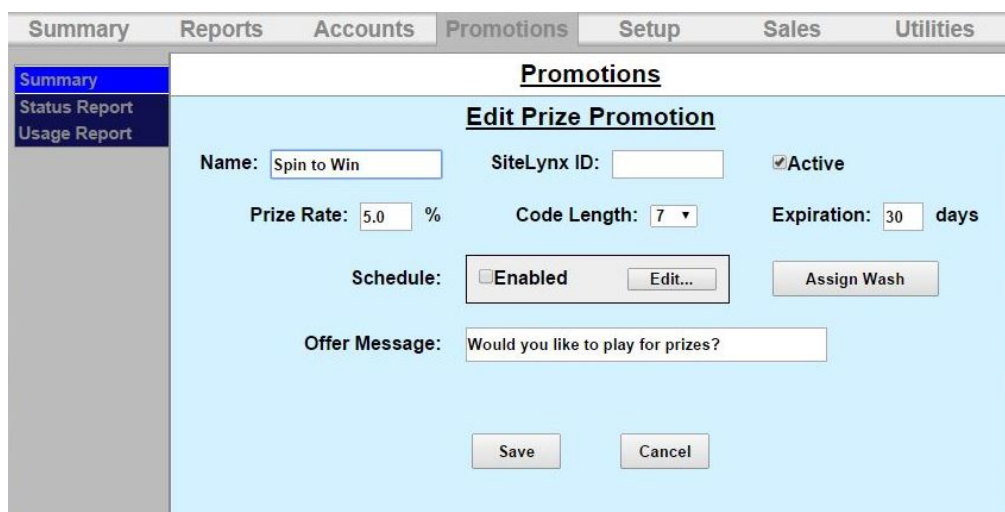 Summary Reports Accounts Promotions Setup Sales Utilities
Summary
Status Report
Usage Report
Promotions
Edit Prize Promotion
Name: Spin to Win SiteLynx ID: Active
Prize Rate: 5.0 % Code Length: 7 Expiration: 30 days
Schedule: Enabled Edit... Assign Wash
Offer Message: Would you like to play for prizes?
Save Cancel